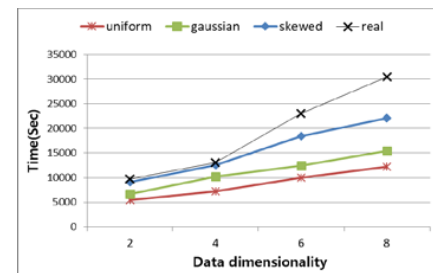 uniform gaussian skewed real
35000
30000
25000
20000
15000
10000
5000
0
Time(Sec)
2 4 6 8
Data dimensionality